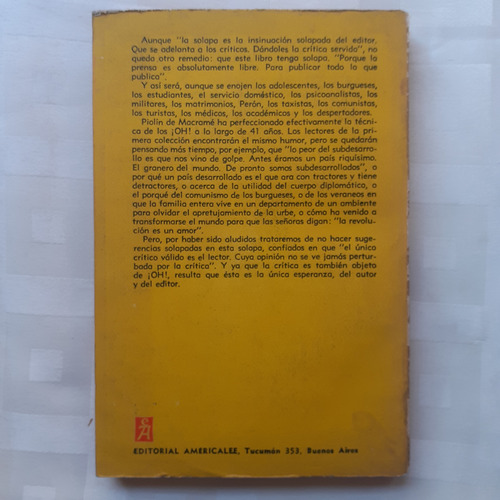 Aunque "la solapa es la insinuación solapada del editor.
Que se adelanta a los críticos. Dándoles la crítica servida", no
queda otro remedio: que este libro tenga solapa. "Porque la
prensa es absolutamente libre. Para publicar todo lo que
publica".
Y así será, aunque se enojen los adolescentes, los burgueses,
los estudiantes, el servicio doméstico, los psicoanalistas, los
militares, los matrimonios, Perón, los taxistas, los comunistas,
los turistas, los médicos, los académicos y los despertadores.
Piolín de Macramé ha perfeccionado efectivamente la técni-
ca de los ¡OH! a lo largo de 41 años. Los lectores de la pri-
mera colección encontrarán el mismo humor, pero se quedarán
pensando más tiempo, por ejemplo, que "lo peor del subdesarro-
llo es que nos vino de golpe. Antes éramos un país riquísimo.
El granero del mundo. De pronto somos subdesarrollados", o
por qué un país desarrollado es el que ara con tractores y tiene
detractores, o acerca de la utilidad del cuerpo diplomático, o
el porqué del comunismo de los burgueses, o de los veraneos en
que la familia entera vive en un departamento de un ambiente
para olvidar el apretujamiento de la urbe, o cómo ha venido a
transformarse el mundo para que las señoras digan: "la revolu-
ción es un amor".
Pero, por haber sido aludidos trataremos de no hacer suge-
rencias solapadas en esta solapa, confiados en que "el único
crítico válido es el lector. Cuya opinión no se ve jamás pertur-
bada por la crítica". Y ya que la crítica es también objeto
de ¡OH!, resulta que ésta es la única esperanza, del autor
y del editor.
EDITORIAL AMERICALEE, Tucumán 353, Buenos Aires